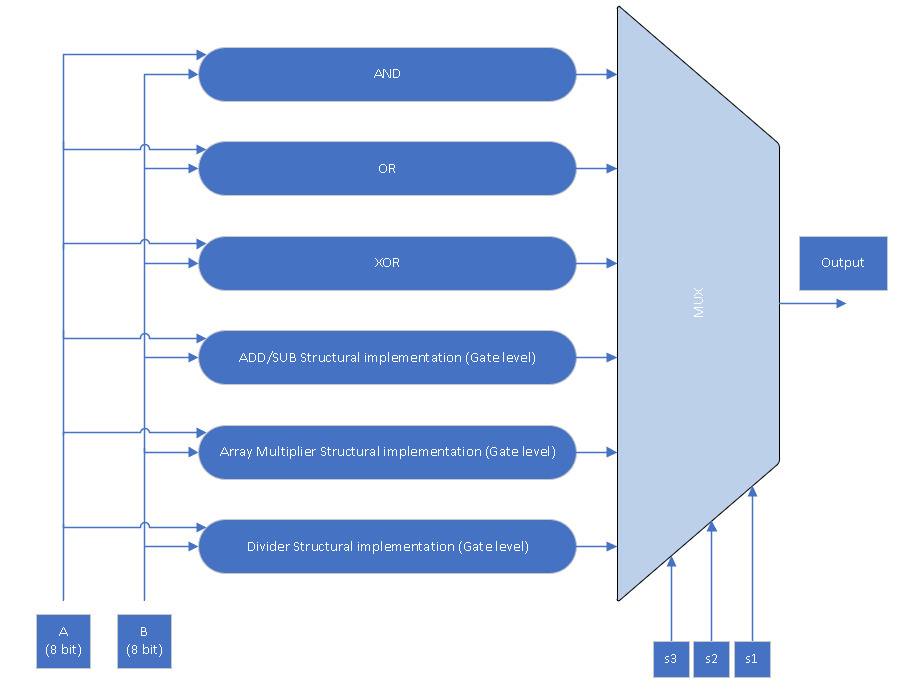 AND
OR
XOR
MUX
Output
ADD/SUB Structural implementation (Gate level)
Array Multiplier Structural implementation (Gate level)
Divider Structural implementation (Gate level)
A
(8 bit)
B
(8 bit)
s3
s2
s1